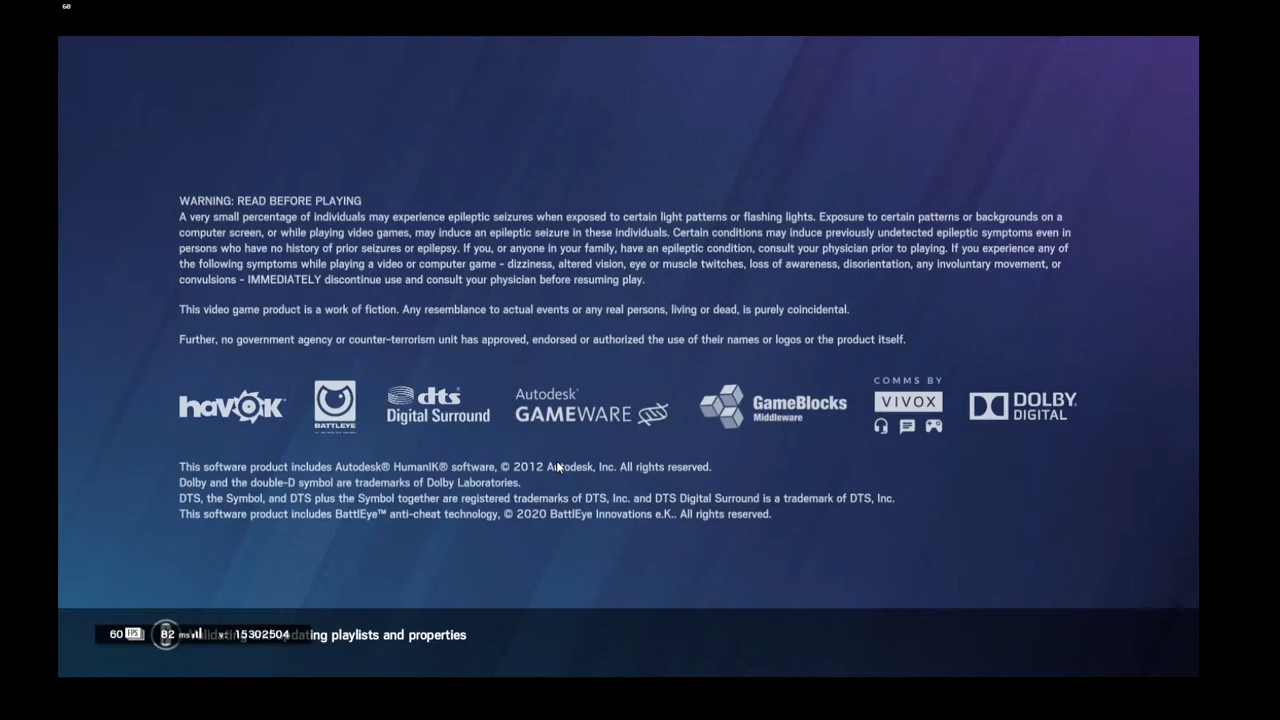 60
WARNING: READ BEFORE PLAYING
A very small percentage of individuals may experience epileptic seizures when exposed to certain light patterns or flashing lights. Exposure to certain patterns or backgrounds on a
computer screen, or while playing video games, may induce an epileptic seizure in these individuals. Certain conditions may induce previously undetected epileptic symptoms even in
persons who have no history of prior seizures or epilepsy. If you, or anyone in your family, have an epileptic condition, consult your physician prior to playing. If you experience any of
the following symptoms while playing a video or computer game - dizziness, altered vision, eye or muscle twitches, loss of awareness, disorientation, any involuntary movement, or
convulsions - IMMEDIATELY discontinue use and consult your physician before resuming play.
This video game product is a work of fiction. Any resemblance to actual events or any real persons, living or dead, is purely coincidental.
Further, no government agency or counter-terrorism unit has approved, endorsed or authorized the use of their names or logos or the product itself.
havok
BATTLEYE
dts
Digital Surround
Autodesk®
GAMEWARE
GameBlocks
Middleware
COMMS BY
VIVOX
DOLBY
DIGITAL
This software product includes Autodesk® HumanIK® software, © 2012 Autodesk, Inc. All rights reserved.
Dolby and the double-D symbol are trademarks of Dolby Laboratories.
DTS, the Symbol, and DTS plus the Symbol together are registered trademarks of DTS, Inc. and DTS Digital Surround is a trademark of DTS, Inc.
This software product includes BattlEye™ anti-cheat technology, © 2020 BattlEye Innovations e.K.. All rights reserved.
60 FPS 82 ms v: 15302504 playlists and properties